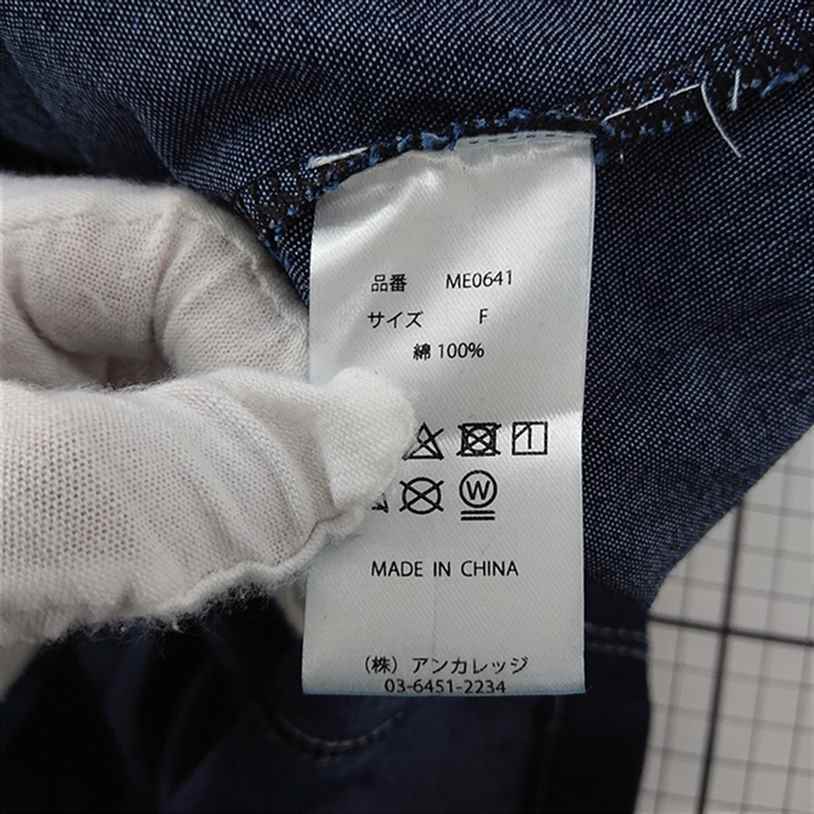 品番 ME0641
サイズ F
綿 100%
W
MADE IN CHINA
(株) アンカレッジ
03-6451-2234